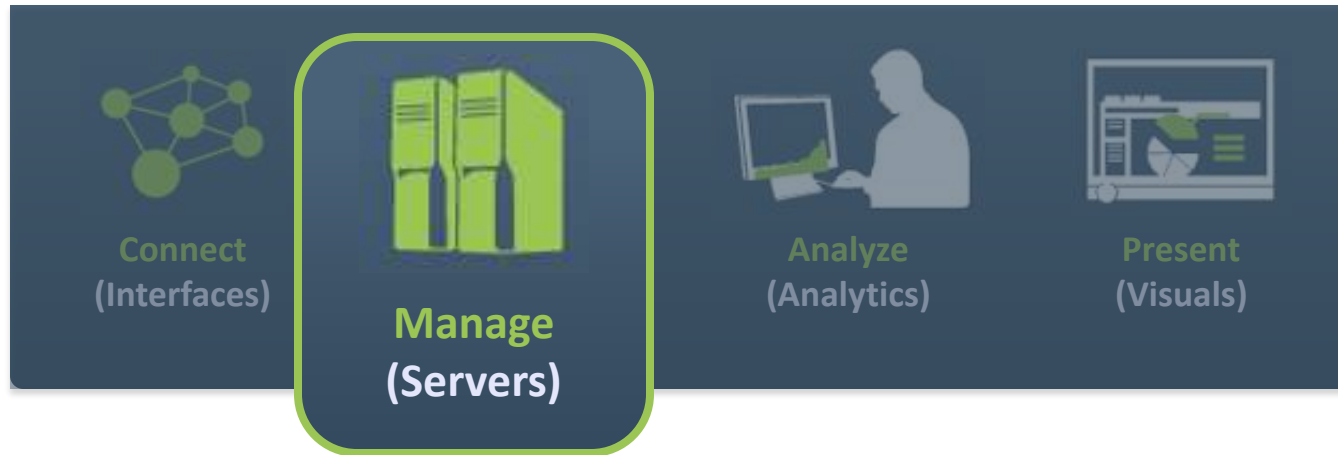 Connect
(Interfaces)
Manage
(Servers)
Analyze
(Analytics)
Present
(Visuals)